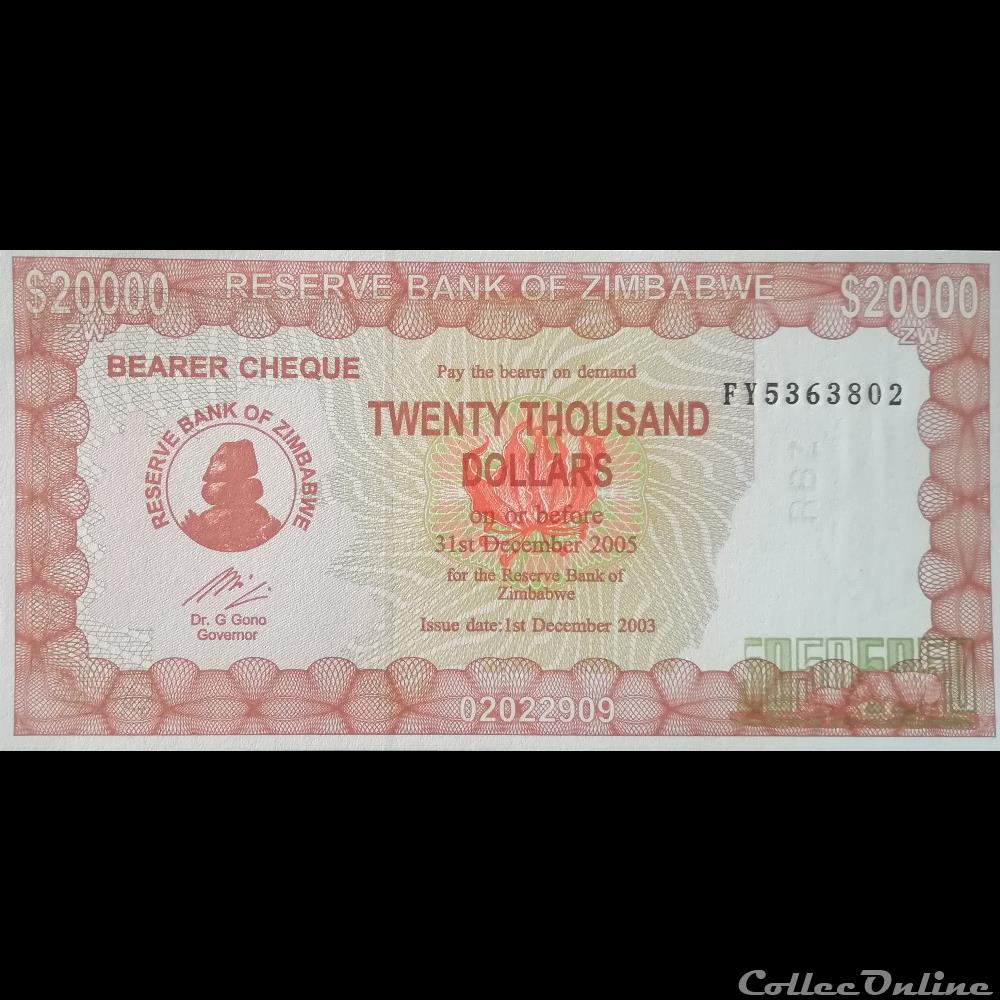 $20000
RESERVE BANK OF ZIMBABWE
$20000
ZW
ZW
BEARER CHEQUE
Pay the bearer on demand
FY5363802
TWENTY THOUSAND
DOLLARS
RESERVE BANK OF ZIMBABWE
RBZ
on or before
31st December 2005
for the Reserve Bank of
Zimbabwe
Dr. G Gono
Governor
Issue date:1st December 2003
02022909
CollecOnline